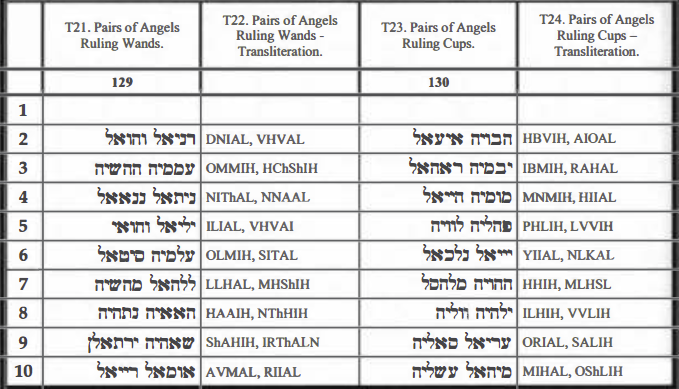 T21. Pairs of Angels Ruling Wands.
T22. Pairs of Angels Ruling Wands - Transliteration.
T23. Pairs of Angels Ruling Cups.
T24. Pairs of Angels Ruling Cups – Transliteration.
129 130
1
2 דניאל והואל DNIAL, VHVAL הבויה איעאל HBVIH, AIOAL
3 עממיה ההשיה OMMIH, HChShIH יבמיה ראהאל IBMIH, RAHAL
4 ניתאל ננאאל NIThAL, NNAAL מומיה הייאל MNMIH, HIIAL
5 יליאל והואי ILIAL, VHVAI פהליה לוויה PHLIH, LVVIH
6 עלמיה סיטאל OLMIH, SITAL יייאל נלכאל YIIAL, NLKAL
7 ללהאל מהשיה LLHAL, MHShIH ההויה מלהסל HHIH, MLHSL
8 האאיה נתהיה HAAIH, NThHIH ילהיה ווליה ILHIH, VVLIH
9 שאהיה ירתאלן ShAHIH, IRThALN עריאל סאליה ORIAL, SALIH
10 אומאל רייאל AVMAL, RIIAL מיהאל עשליה MIHAL, OShLIH